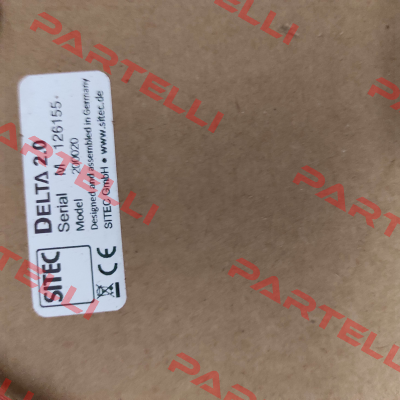 SITEC
DELTA 2.0
Serial M 126155
Model 200020
Designed and assembled in Germany
SITEC GmbH • www.sitec.de
CE
PARTELLI
PARTELLI
PARTELLI
PARTELLI
PARTELLI